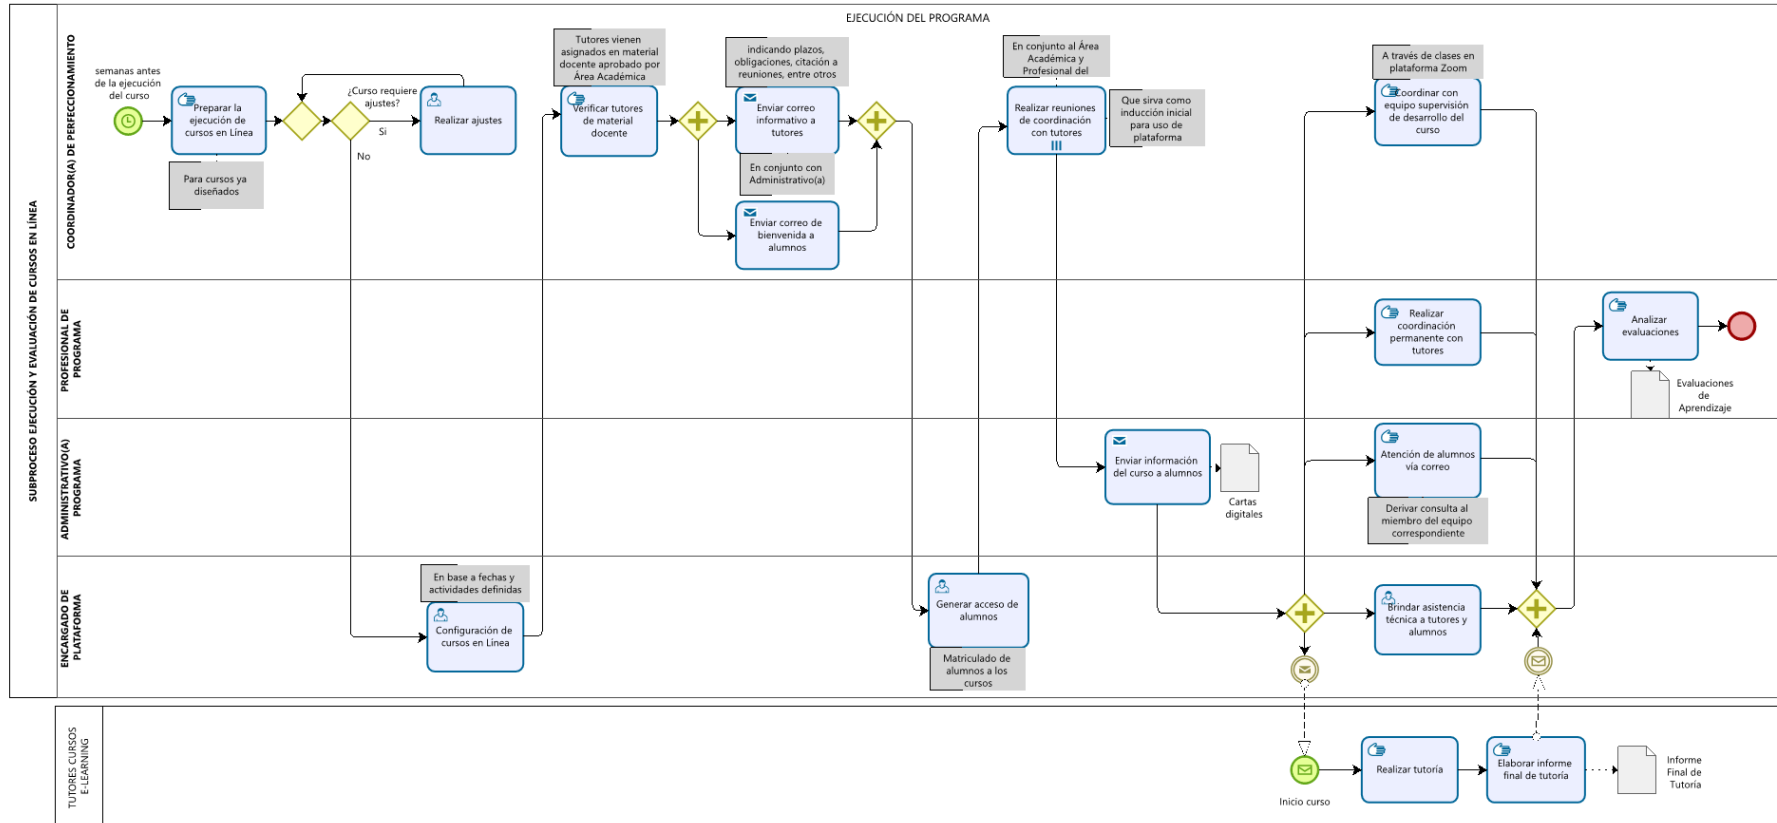 EJECUCIÓN DEL PROGRAMA
SUBPROCESO EJECUCIÓN Y EVALUACIÓN DE CURSOS EN LÍNEA
COORDINADOR(A) DE PERFECCIONAMIENTO
semanas antes
de la ejecución
del curso
Preparar la
ejecución de
cursos en Línea
Para cursos ya
diseñados
¿Curso requiere
ajustes?
Si
No
Realizar ajustes
Tutores vienen
asignados en material
docente aprobado por
Área Académica
Verificar tutores
de material
docente
indicando plazos,
obligaciones, citación a
reuniones, entre otros
Enviar correo
informativo a
tutores
En conjunto con
Administrativo(a)
Enviar correo de
bienvenida a
alumnos
En conjunto al Área
Académica y
Profesional del
Realizar reuniones
de coordinación
con tutores
Que sirva como
inducción inicial
para uso de
plataforma
A través de clases en
plataforma Zoom
Coordinar con
equipo supervisión
de desarrollo del
curso
PROFESIONAL DE
PROGRAMA
Realizar
coordinación
permanente con
tutores
Analizar
evaluaciones
Evaluaciones
de
Aprendizaje
ADMINISTRATIVO(A)
PROGRAMA
Enviar información
del curso a alumnos
Cartas
digitales
Atención de alumnos
vía correo
Derivar consulta al
miembro del equipo
correspondiente
ENCARGADO DE
PLATAFORMA
En base a fechas y
actividades definidas
Configuración de
cursos en Línea
Generar acceso de
alumnos
Matriculado de
alumnos a los
cursos
Brindar asistencia
técnica a tutores y
alumnos
TUTORES CURSOS
E-LEARNING
Inicio curso
Realizar tutoría
Elaborar informe
final de tutoría
Informe
Final de
Tutoría